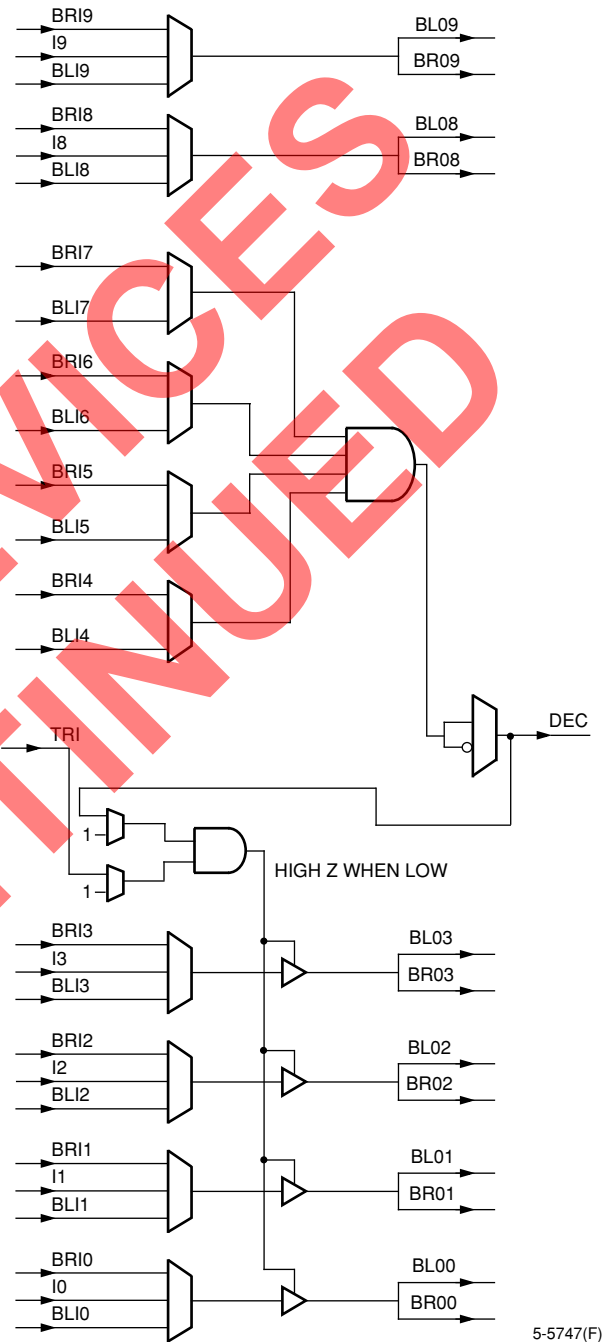 BRI9
I9
BLI9
BL09
BR09
BRI8
I8
BLI8
BL08
BR08
BRI7
BLI7
BRI6
BLI6
BRI5
BLI5
BRI4
BLI4
DEC
TRI
1
1
HIGH Z WHEN LOW
BRI3
I3
BLI3
BL03
BR03
BRI2
I2
BLI2
BL02
BR02
BRI1
I1
BLI1
BL01
BR01
BRI0
I0
BLI0
BL00
BR00
5-5747(F)
VICES
TINUED